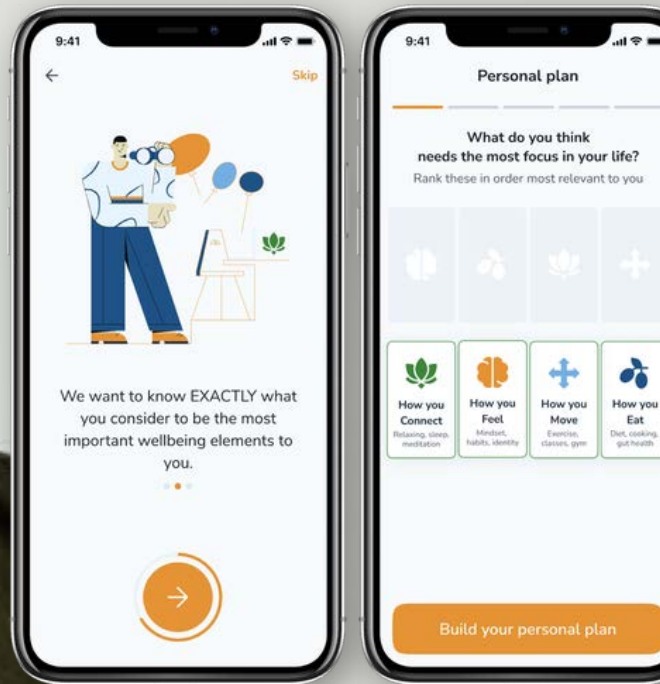 9:41
Skip
We want to know EXACTLY what
you consider to be the most
important wellbeing elements to
you.
9:41
Personal plan
What do you think
needs the most focus in your life?
Rank these in order most relevant to you
How you
Connect
Relaxing, sleep,
meditation
How you
Feel
Mindset,
habits, identity
How you
Move
Exercise,
classes, gym
How you
Eat
Diet, cooking,
gut health
Build your personal plan